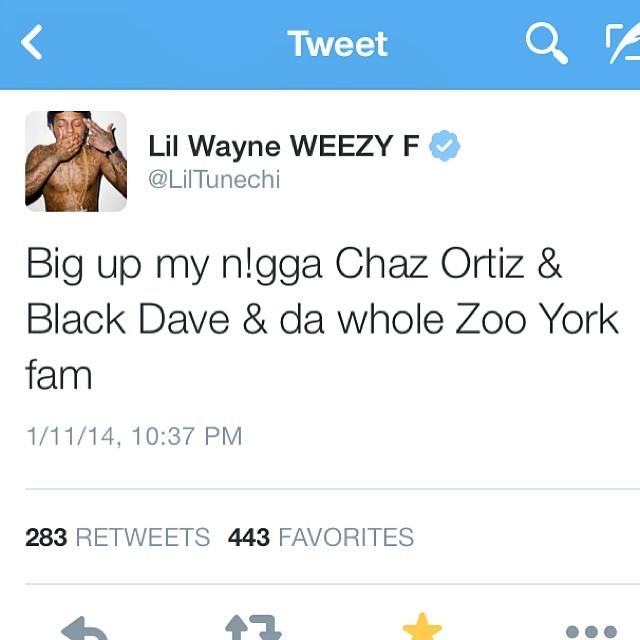 Tweet
Lil Wayne WEEZY F
@LilTunechi
Big up my n!gga Chaz Ortiz &
Black Dave & da whole Zoo York
fam
1/11/14, 10:37 PM
283 RETWEETS 443 FAVORITES